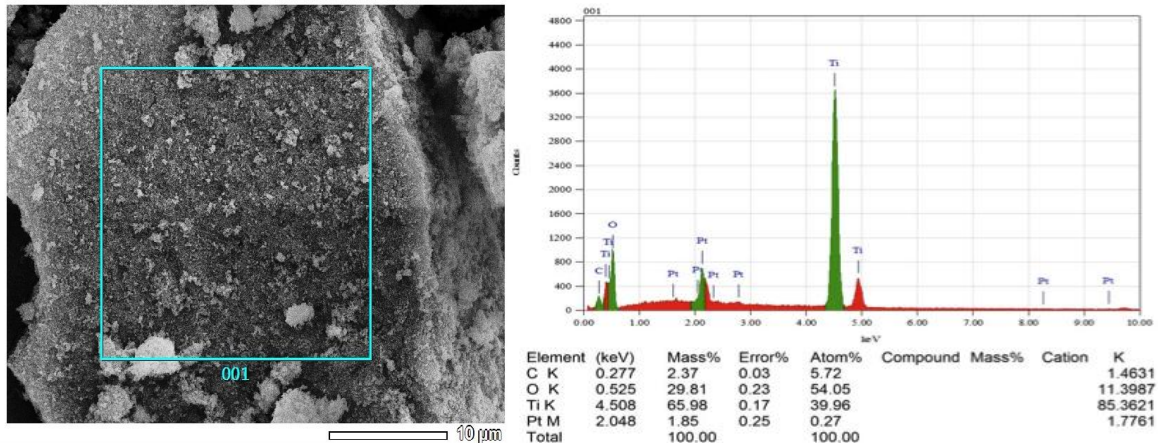 001
10 µm
001
Counts
4800
4400
4000
3600
3200
2800
2400
2000
1600
1200
800
400
0
Ti
O
Ti
Ti
C
Pt
Pt
Pt
Pt
Ti
Pt
Pt
0.00 1.00 2.00 3.00 4.00 5.00 6.00 7.00 8.00 9.00 10.00
keV
Element (keV) Mass% Error% Atom% Compound Mass% Cation K
C K 0.277 2.37 0.03 5.72 1.4631
O K 0.525 29.81 0.23 54.05 11.3987
Ti K 4.508 65.98 0.17 39.96 85.3621
Pt M 2.048 1.85 0.25 0.27 1.7761
Total 100.00 100.00